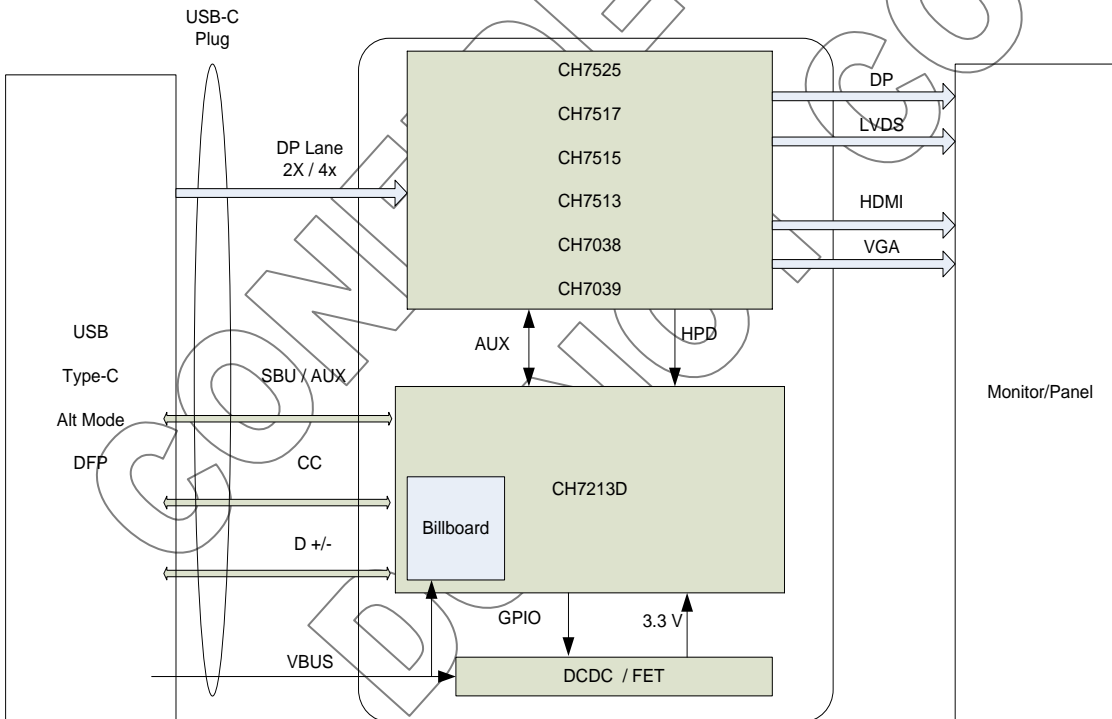 USB-C
Plug
CH7525
CH7517
CH7515
CH7513
CH7038
CH7039
DP Lane
2X / 4x
DP
LVDS
HDMI
VGA
AUX
HPD
USB
Type-C
Alt Mode
DFP
SBU / AUX
CC
D +/-
VBUS
CH7213D
Billboard
GPIO
3.3 V
DCDC / FET
Monitor/Panel